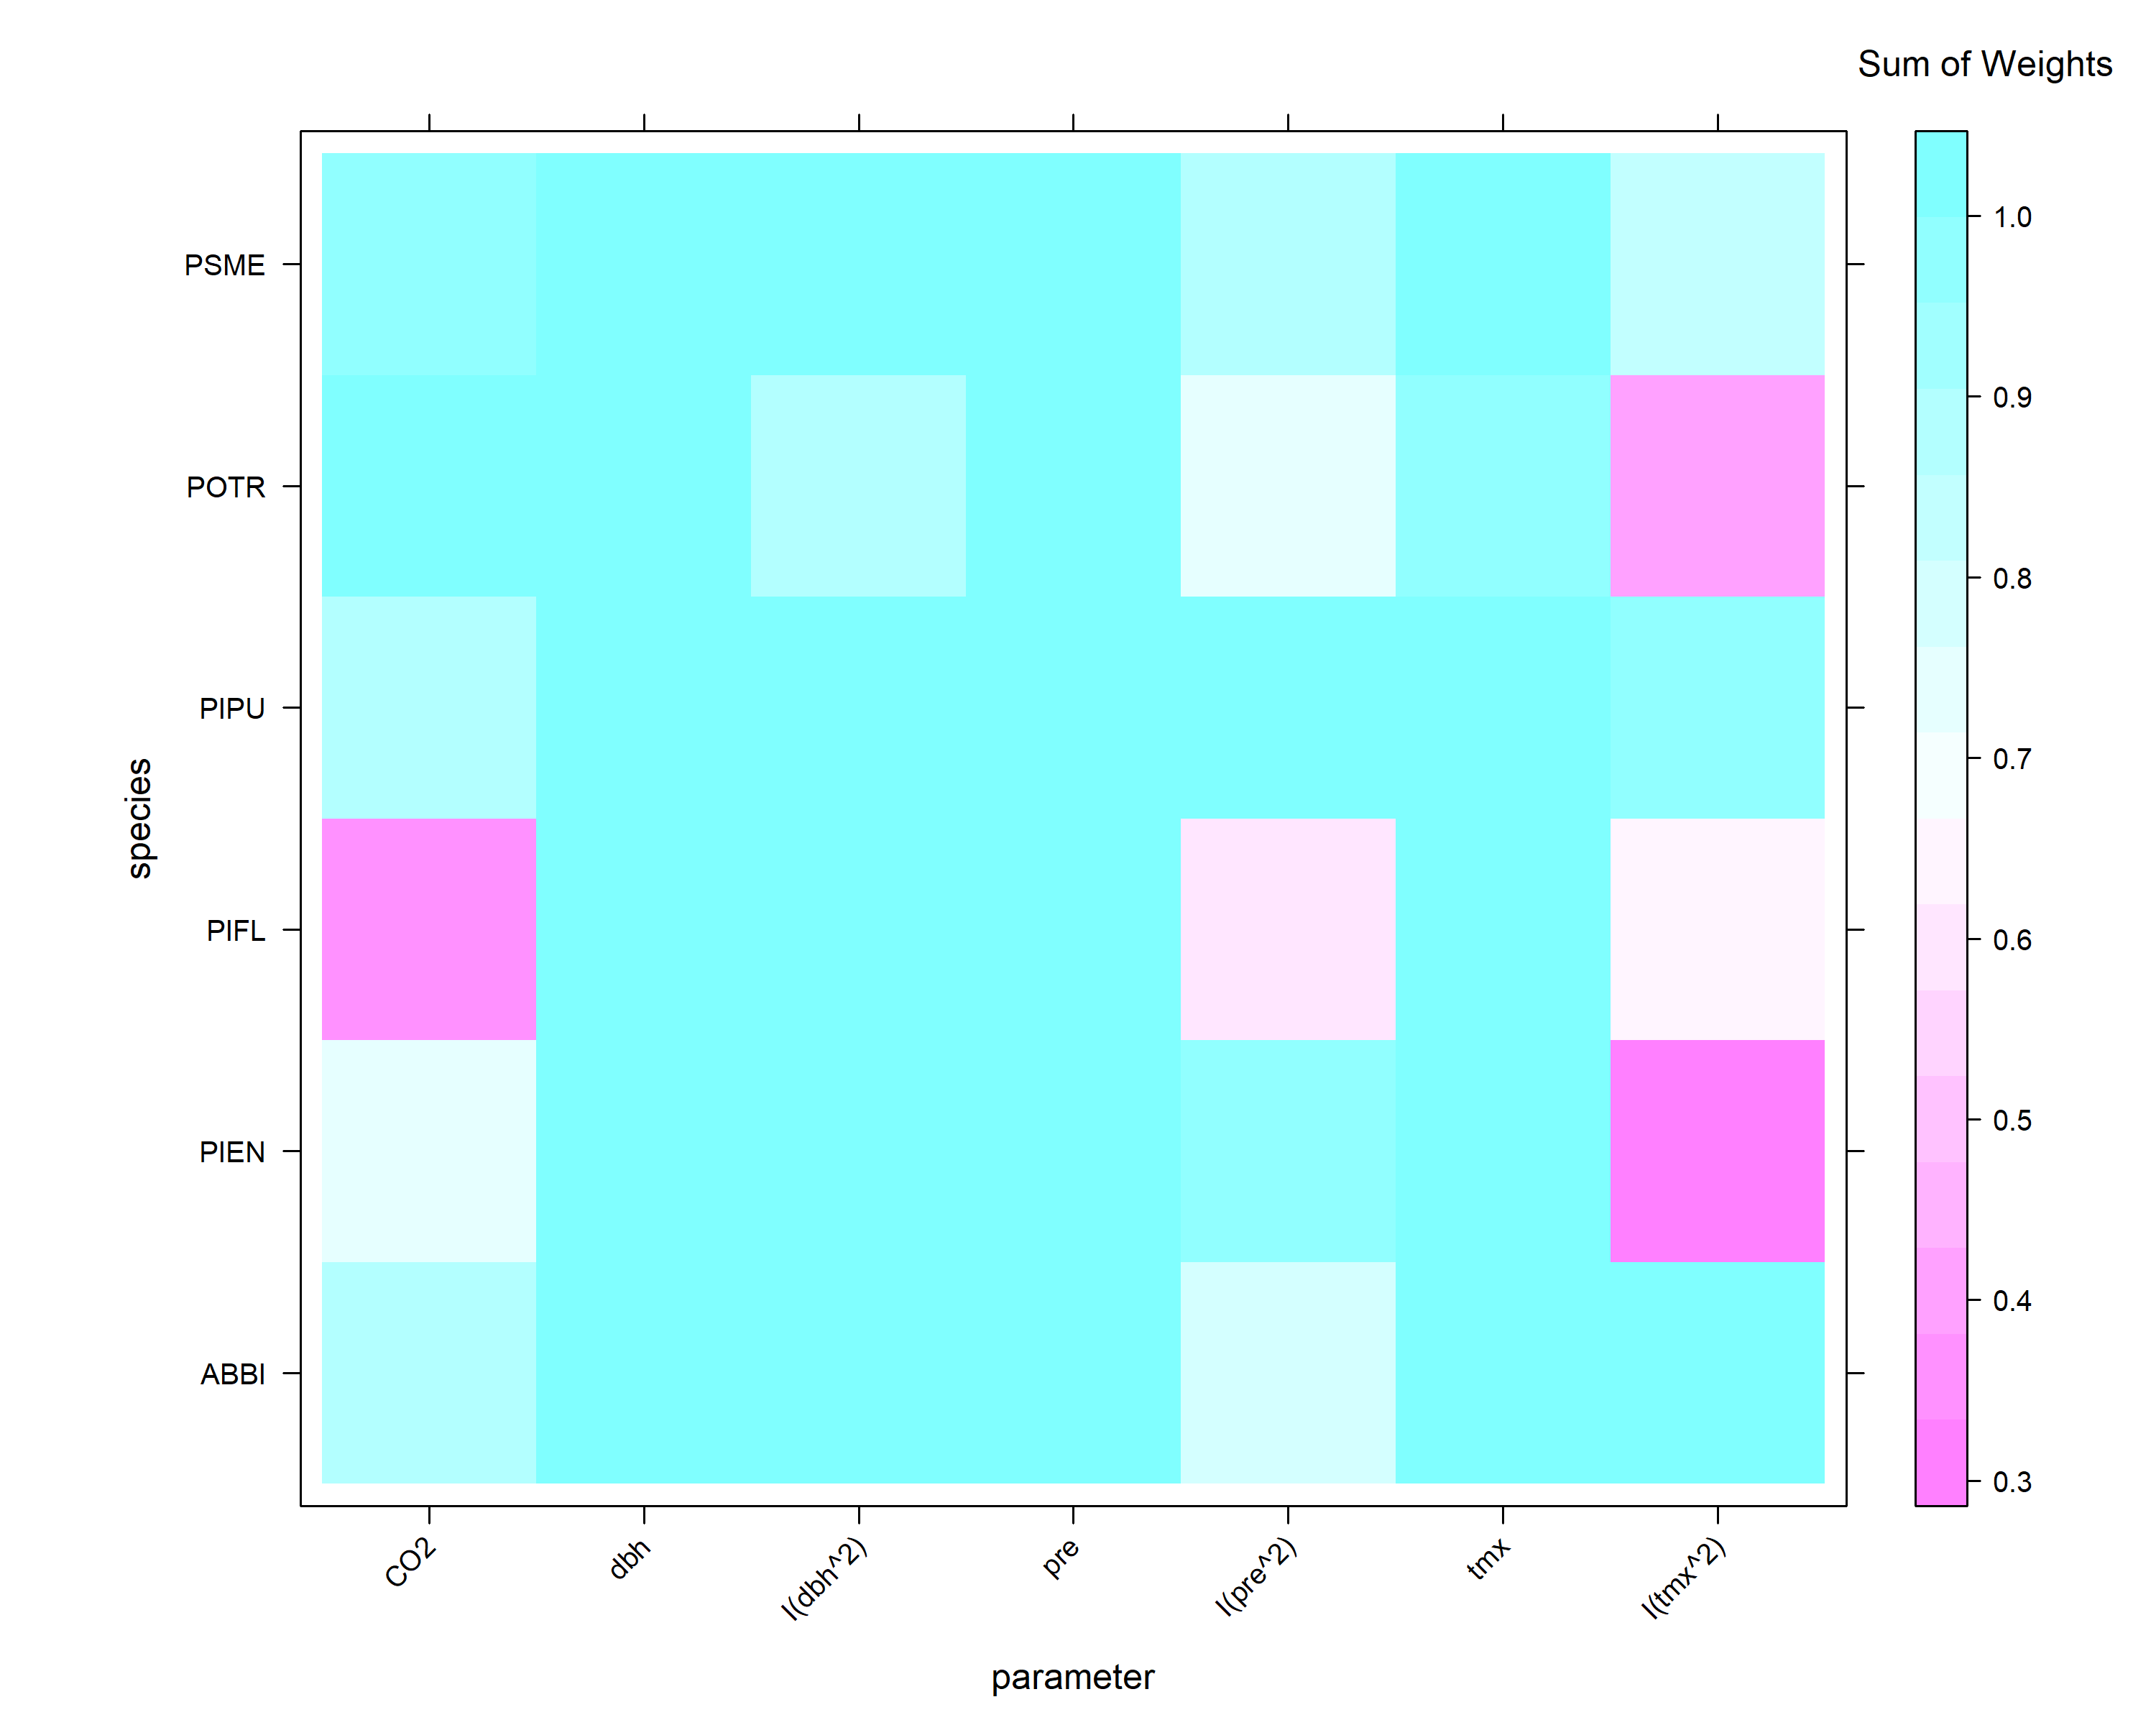 Sum of Weights
PSME
POTR
PIPU
PIFL
PIEN
ABBI
species
CO2
dbh
I(dbh^2)
pre
I(pre^2)
tmx
I(tmx^2)
parameter
1.0
0.9
0.8
0.7
0.6
0.5
0.4
0.3